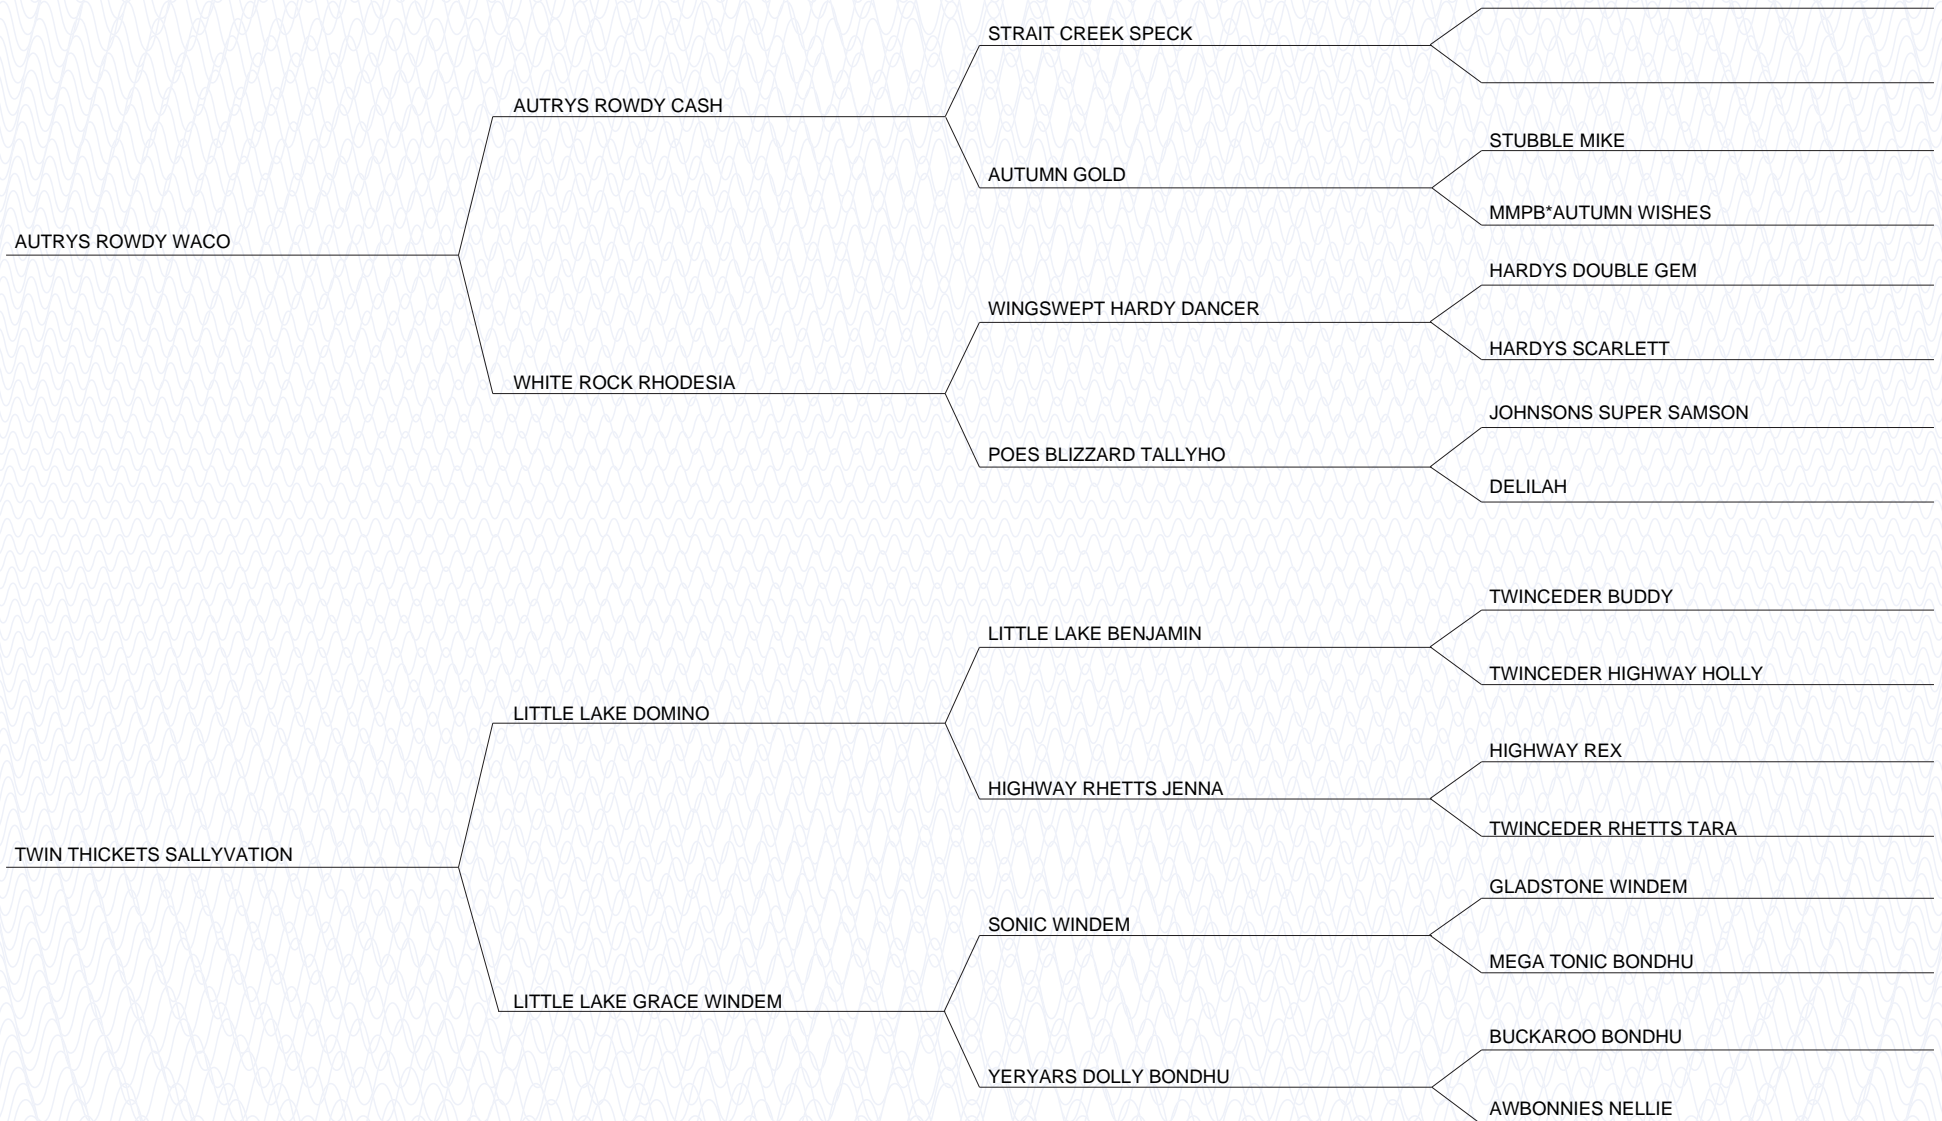 STRAIT CREEK SPECK
AUTRYS ROWDY CASH
STUBBLE MIKE
AUTUMN GOLD
MMPB*AUTUMN WISHES
AUTRYS ROWDY WACO
HARDYS DOUBLE GEM
WINGSWEPT HARDY DANCER
HARDYS SCARLETT
WHITE ROCK RHODESIA
JOHNSONS SUPER SAMSON
POES BLIZZARD TALLYHO
DELILAH
TWINCEDER BUDDY
LITTLE LAKE BENJAMIN
TWINCEDER HIGHWAY HOLLY
LITTLE LAKE DOMINO
HIGHWAY REX
HIGHWAY RHETTS JENNA
TWINCEDER RHETTS TARA
TWIN THICKETS SALLYVATION
GLADSTONE WINDEM
SONIC WINDEM
MEGA TONIC BONDHU
LITTLE LAKE GRACE WINDEM
BUCKAROO BONDHU
YERYARS DOLLY BONDHU
AWBONNIES NELLIE